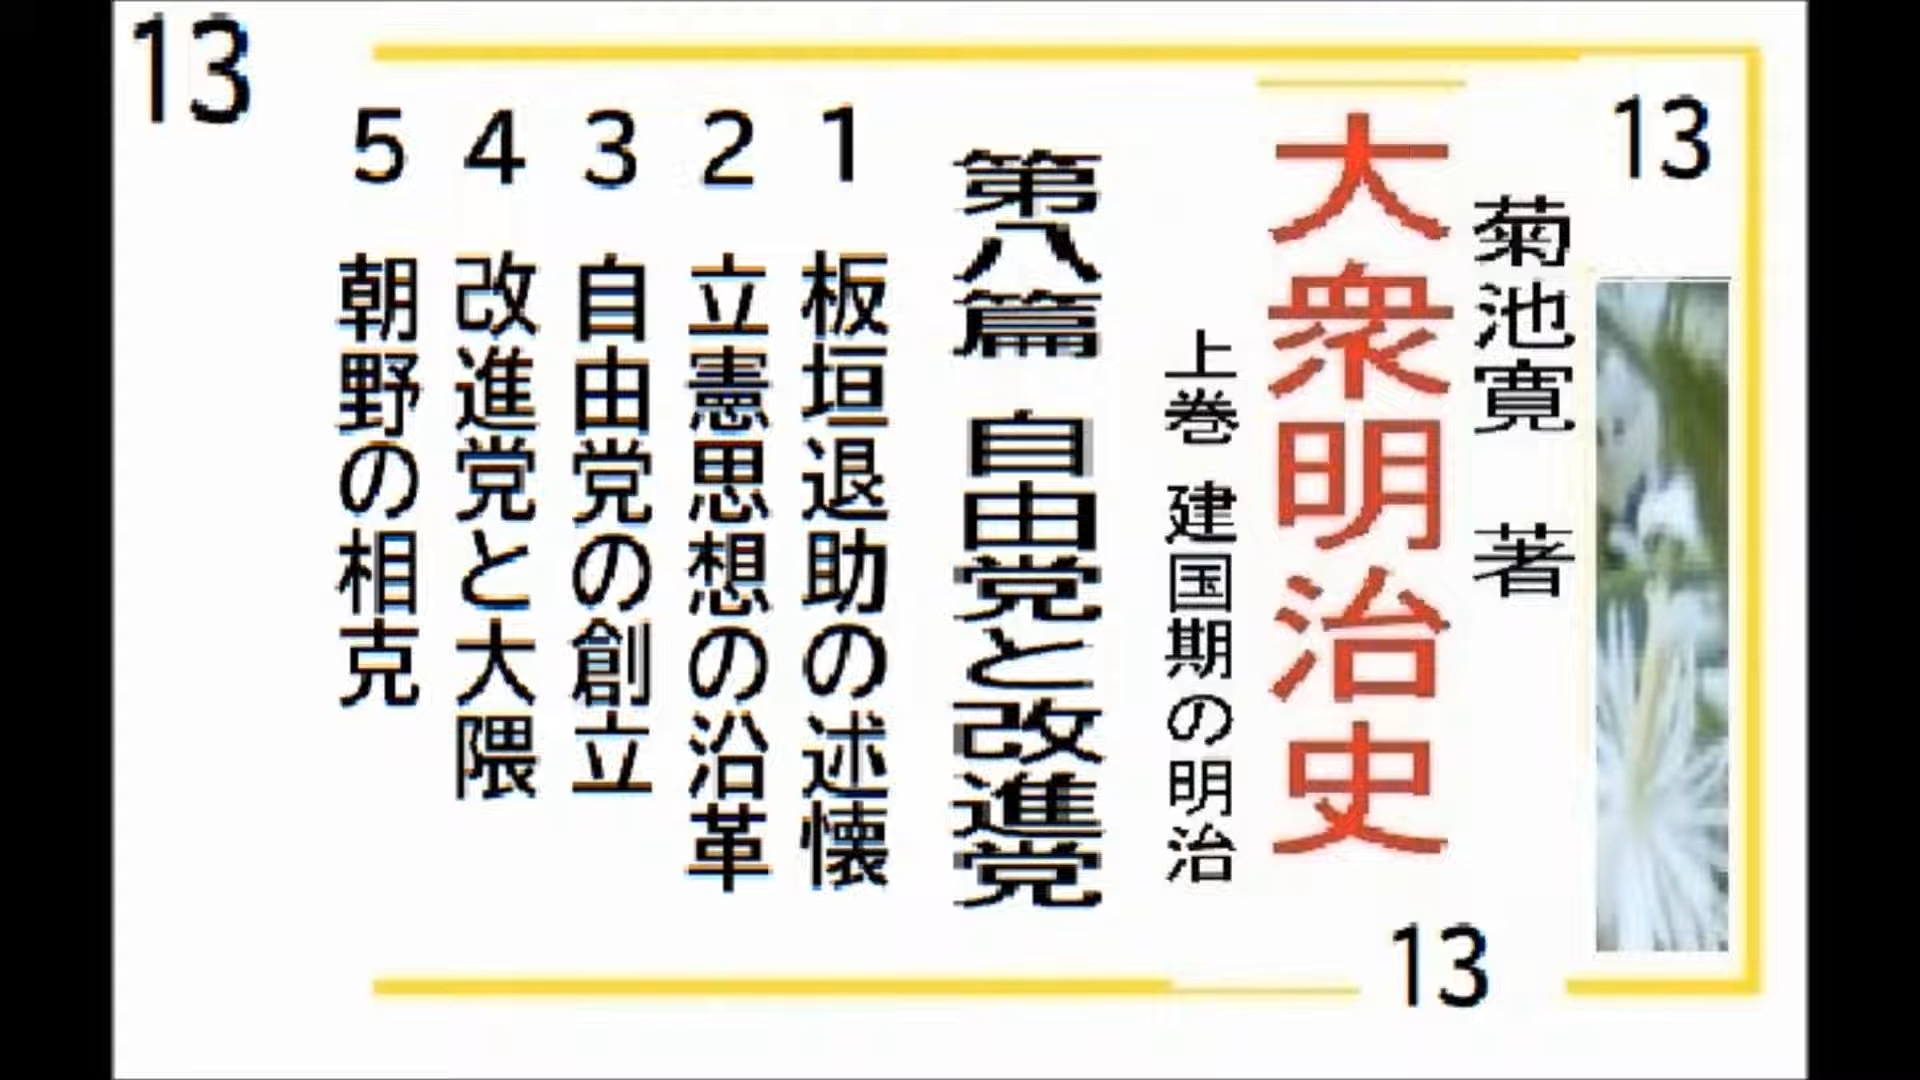 13
13
菊池寛 著
大衆明治史
上巻 建国期の明治
第八篇 自由党と改進党
1 板垣退助の述懐
2 立憲思想の沿革
3 自由党の創立
4 改進党と大隈
5 朝野の相克
13